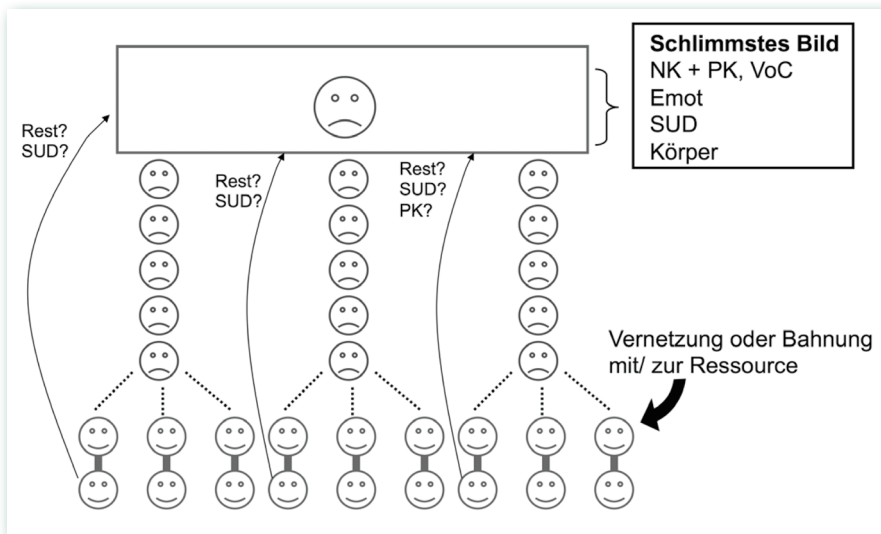 Schlimmstes Bild
NK + PK, VoC
Emot
SUD
Körper
Rest?
SUD?
Rest?
SUD?
Rest?
SUD?
PK?
Vernetzung oder Bahnung
mit/ zur Ressource